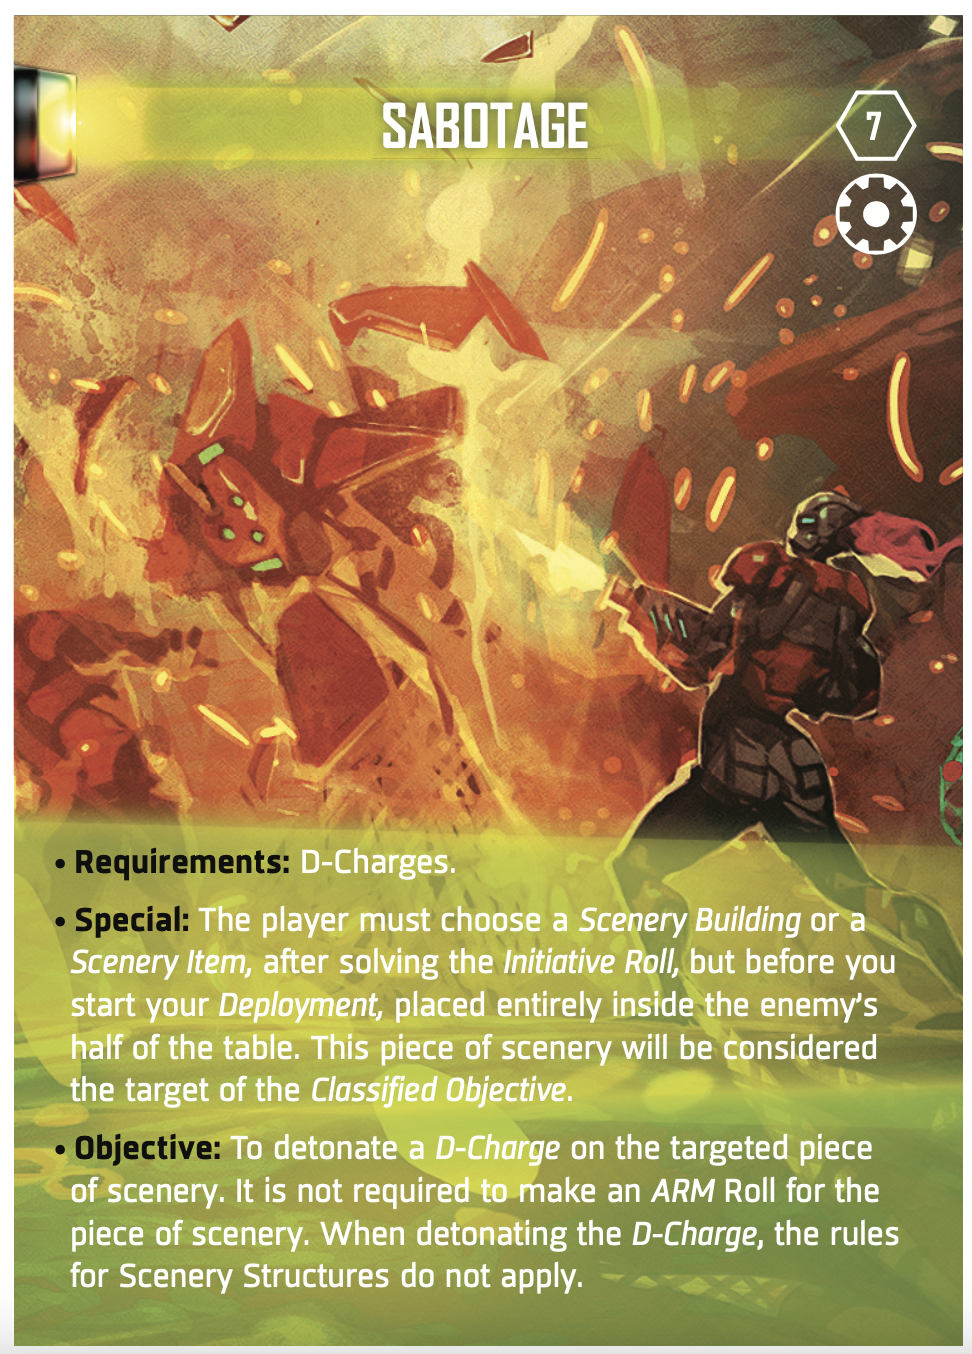 SABOTAGE
7
• Requirements: D-Charges.
• Special: The player must choose a Scenery Building or a
Scenery Item, after solving the Initiative Roll, but before you
start your Deployment, placed entirely inside the enemy’s
half of the table. This piece of scenery will be considered
the target of the Classified Objective.
• Objective: To detonate a D-Charge on the targeted piece
of scenery. It is not required to make an ARM Roll for the
piece of scenery. When detonating the D-Charge, the rules
for Scenery Structures do not apply.